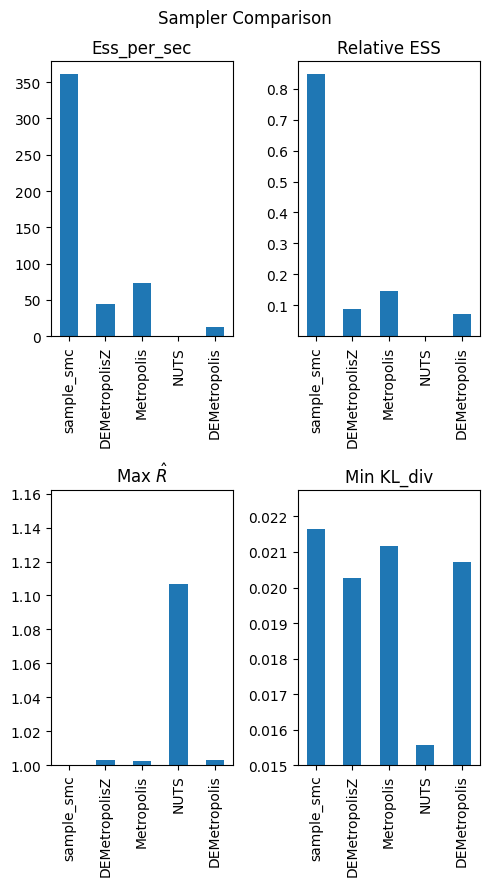 Sampler Comparison
Ess_per_sec
350
300
250
200
150
100
50
0
sample_smc
DEMetropolisZ
Metropolis
NUTS
DEMetropolis
Relative ESS
0.8
0.7
0.6
0.5
0.4
0.3
0.2
0.1
sample_smc
DEMetropolisZ
Metropolis
NUTS
DEMetropolis
Max R̂
1.16
1.14
1.12
1.10
1.08
1.06
1.04
1.02
1.00
sample_smc
DEMetropolisZ
Metropolis
NUTS
DEMetropolis
Min KL_div
0.022
0.021
0.020
0.019
0.018
0.017
0.016
0.015
sample_smc
DEMetropolisZ
Metropolis
NUTS
DEMetropolis